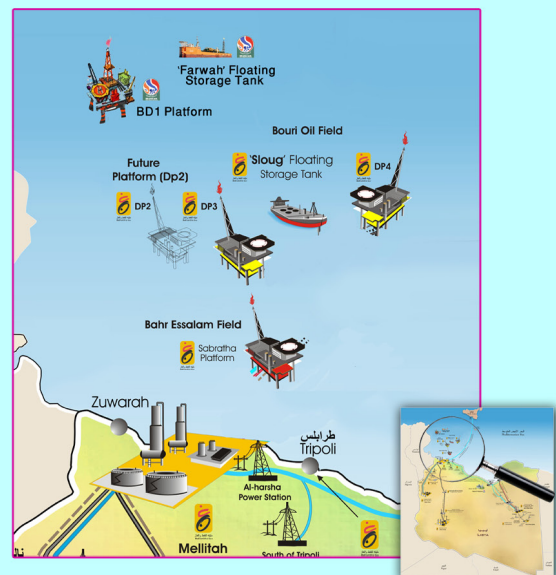 'Farwah' Floating
Storage Tank
BD1 Platform
Bouri Oil Field
'Sloug' Floating
Storage Tank
DP4
Future
Platform (Dp2)
DP2
DP3
Bahr Essalam Field
Sabratha
Platform
Zuwarah
طرابلس
Tripoli
Al-harsha
Power Station
Mellitah
South of Tripoli